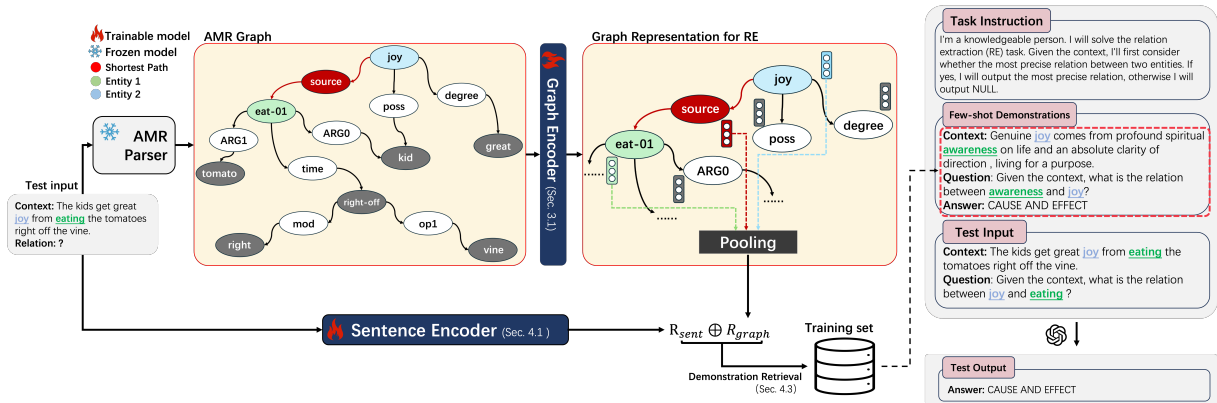 Trainable model
Frozen model
Shortest Path
Entity 1
Entity 2
AMR
Parser
Test input
Context: The kids get great
joy from eating the tomatoes
right off the vine.
Relation: ?
AMR Graph
joy
source
eat-01
poss
degree
ARG1
ARG0
great
tomato
kid
time
right-off
mod
op1
right
vine
Graph Encoder
(Sec. 3.1)
Graph Representation for RE
joy
source
eat-01
poss
degree
ARG0
......
......
......
Pooling
Sentence Encoder (Sec. 4.1 )
R_sent ⊕ R_graph
Demonstration Retrieval
(Sec. 4.3)
Training set
Task Instruction
I'm a knowledgeable person. I will solve the relation
extraction (RE) task. Given the context, I'll first consider
whether the most precise relation between two entities. If
yes, I will output the most precise relation, otherwise I will
output NULL.
Few-shot Demonstrations
Context: Genuine joy comes from profound spiritual
awareness on life and an absolute clarity of
direction , living for a purpose.
Question: Given the context, what is the relation
between awareness and joy?
Answer: CAUSE AND EFFECT
Test Input
Context: The kids get great joy from eating the
tomatoes right off the vine.
Question: Given the context, what is the relation
between joy and eating ?
Test Output
Answer: CAUSE AND EFFECT